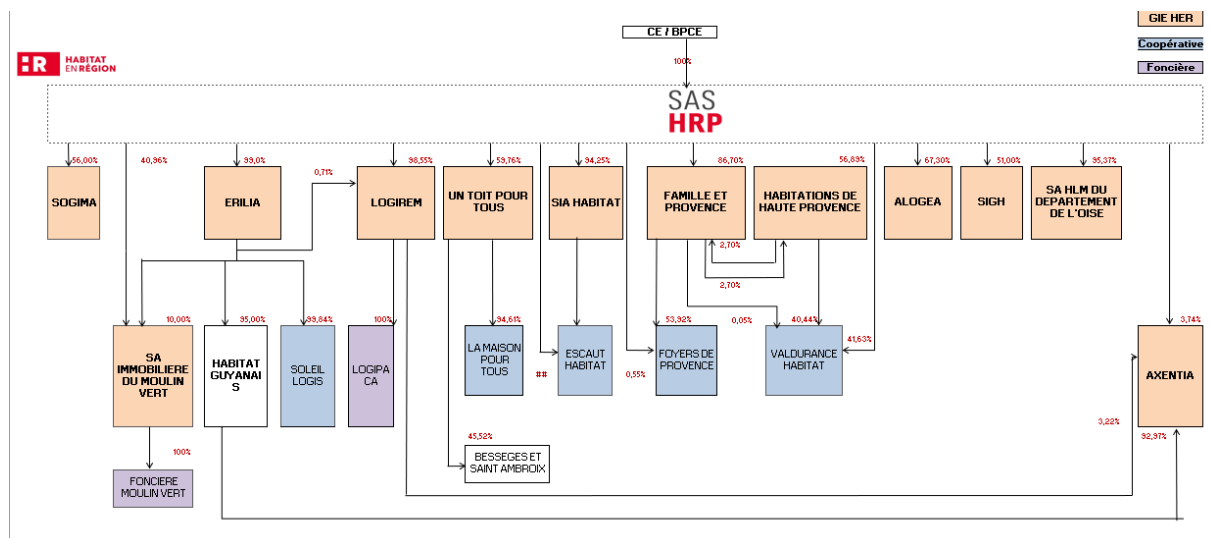 GIE HER
CE / BPCE
Coopérative
HABITAT
EN RÉGION
:R
100%
Foncière
SAS
HRP
56,00%
40,96%
99,0%
98,55%
59,76%
94,25%
86,70%
56,89%
67,30%
51,00%
95,37%
0,71%
SOGIMA
ERILIA
LOGIREM
UN TOIT POUR
TOUS
SIA HABITAT
FAMILLE ET
PROVENCE
HABITATIONS DE
HAUTE PROVENCE
ALOGEA
SIGH
SA HLM DU
DEPARTEMENT
DE L'OISE
2,70%
2,70%
10,00%
95,00%
99,84%
100%
94,61%
53,92%
0,05%
40,44%
41,63%
3,74%
SA
IMMOBILIERE
DU MOULIN
VERT
HABITAT
GUYANAI
S
SOLEIL
LOGIS
LOGIPA
CA
LA MAISON
POUR
TOUS
##
ESCAUT
HABITAT
0,55%
FOYERS DE
PROVENCE
VALDURANCE
HABITAT
AXENTIA
3,22%
92,97%
45,52%
100%
BESSEGES ET
SAINT AMBROIX
FONCIERE
MOULIN VERT